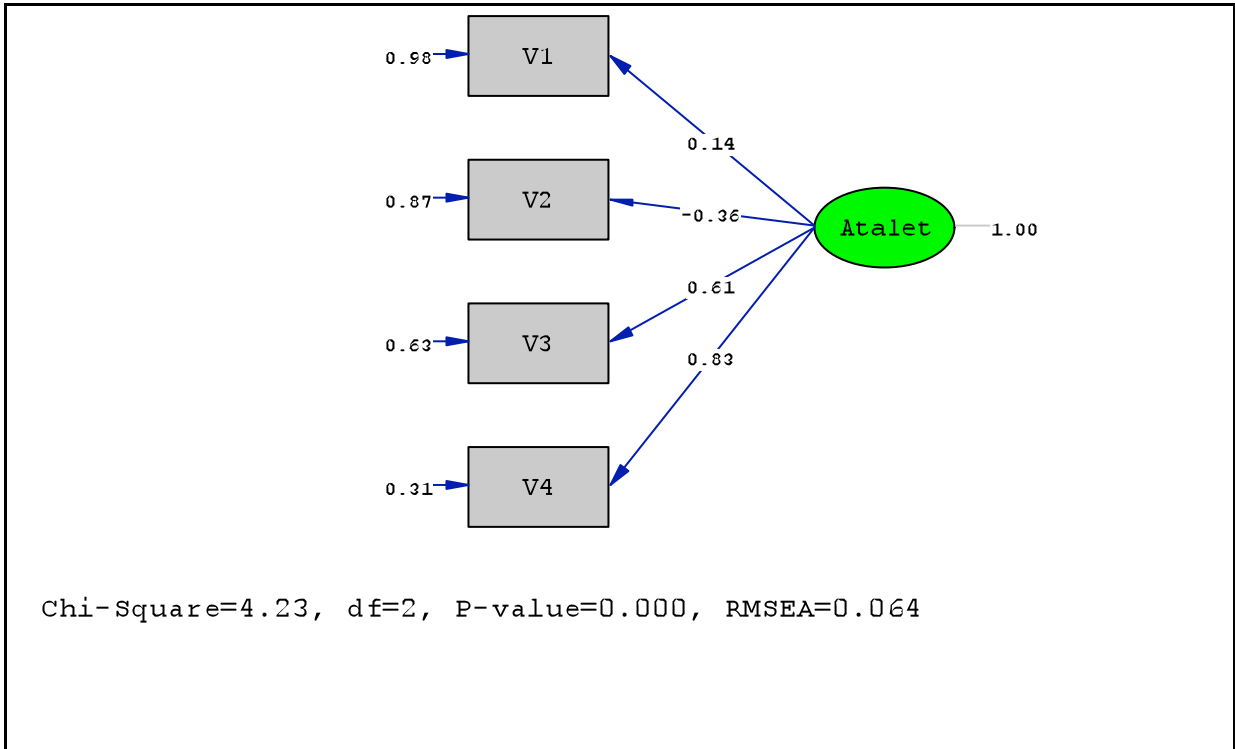 0.98
V1
0.14
0.87
V2
-0.36
Atalet
1.00
0.61
0.63
V3
0.83
0.31
V4
Chi-Square=4.23, df=2, P-value=0.000, RMSEA=0.064